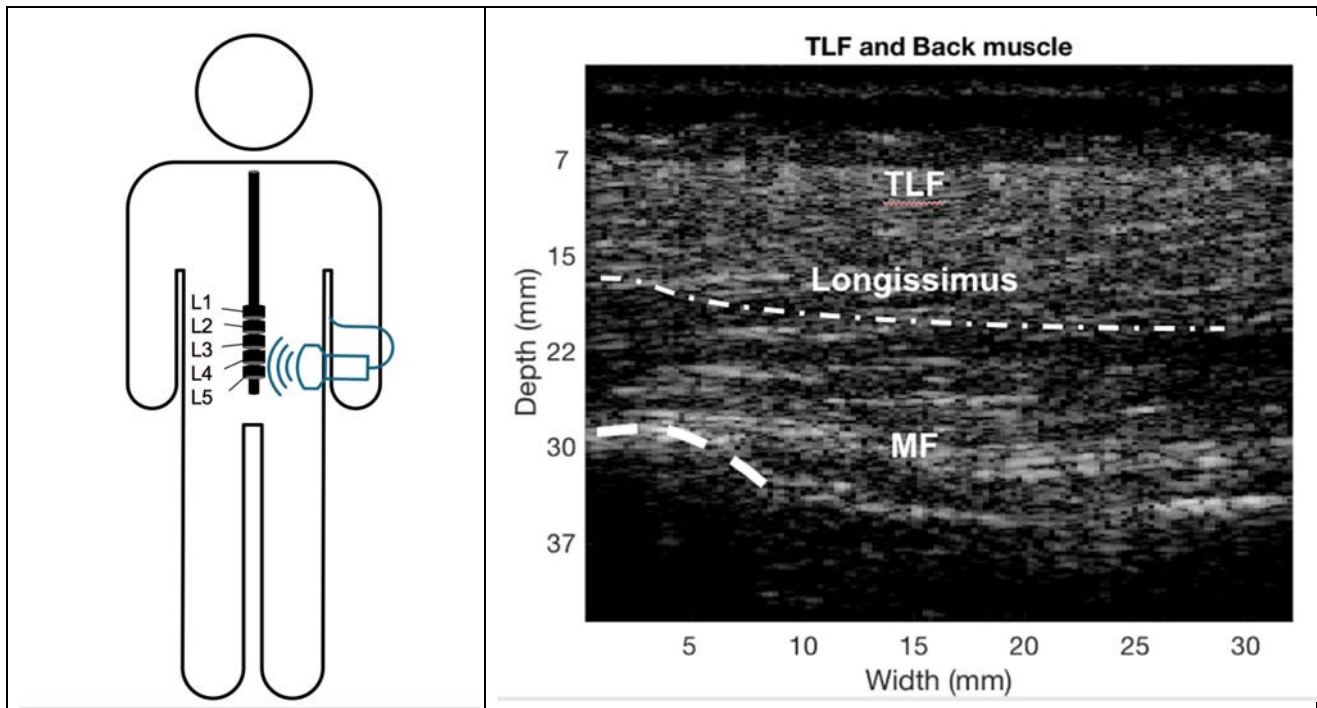 L1
L2
L3
L4
L5
TLF and Back muscle
Depth (mm)
7
15
22
30
37
TLF
Longissimus
MF
5 10 15 20 25 30
Width (mm)